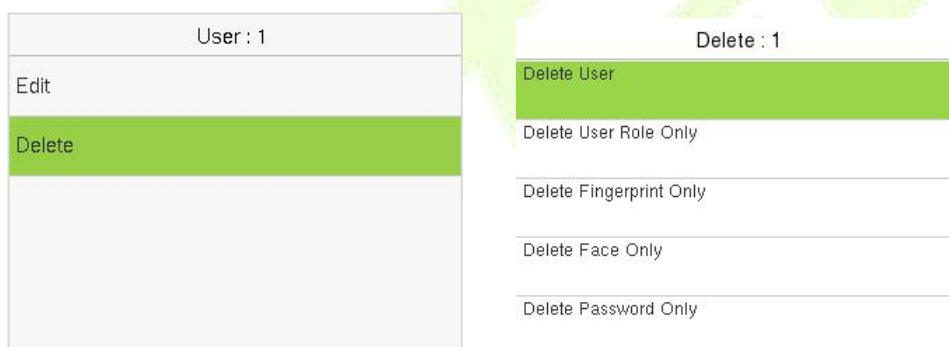 User : 1
Edit
Delete
Delete : 1
Delete User
Delete User Role Only
Delete Fingerprint Only
Delete Face Only
Delete Password Only